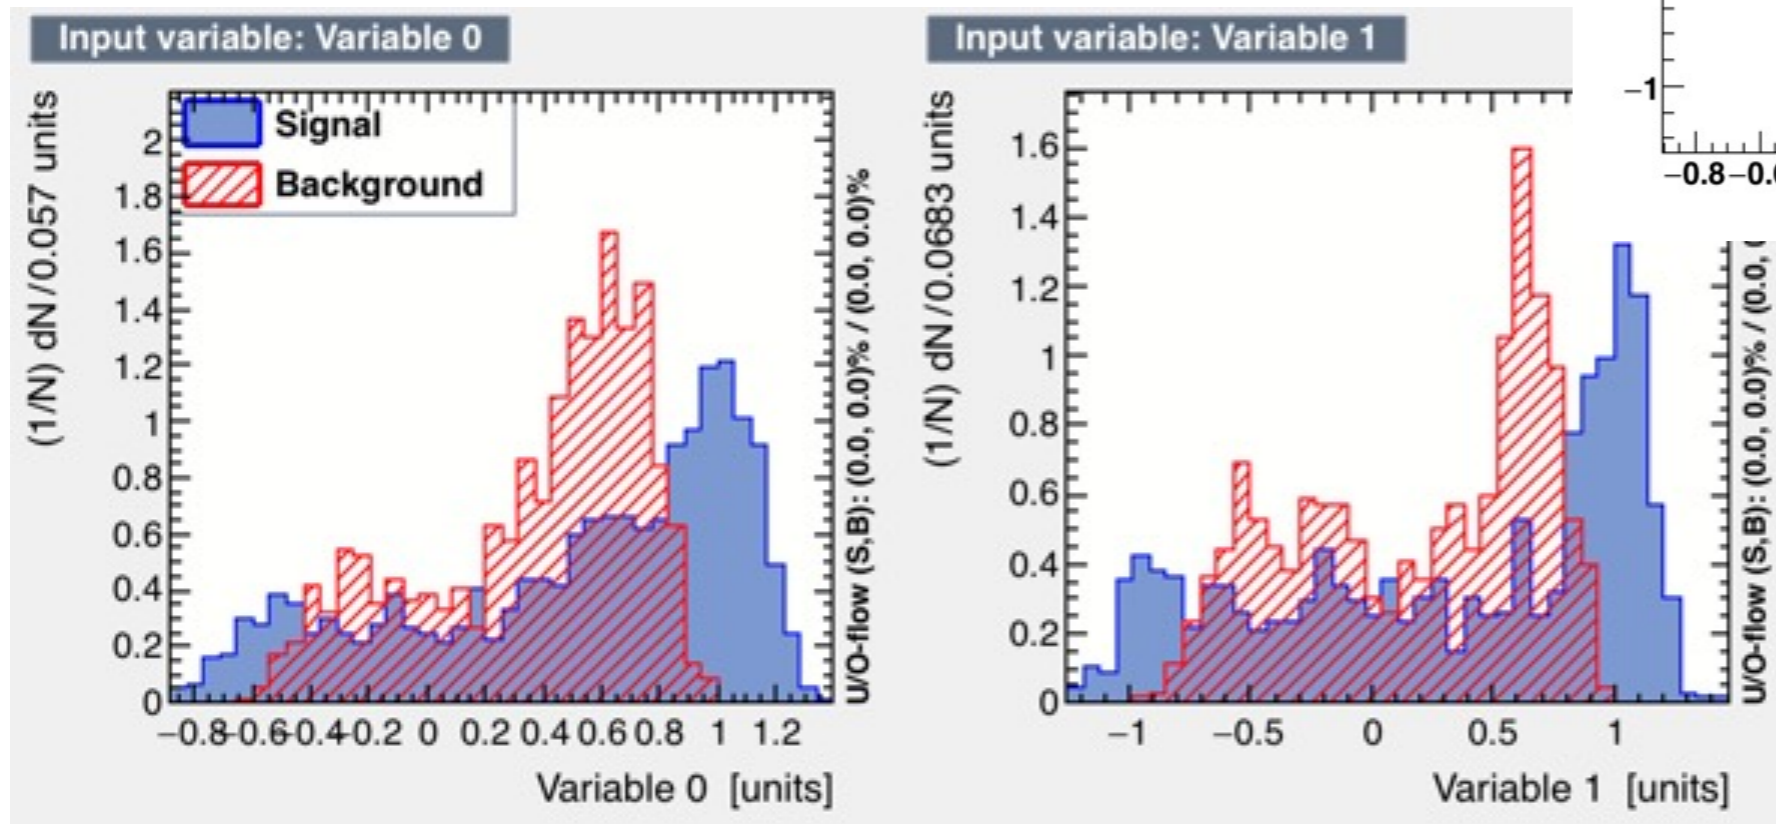 Input variable: Variable 0
(1/N) dN/0.057 units
Signal
Background
2
1.8
1.6
1.4
1.2
1
0.8
0.6
0.4
0.2
0
−0.8 −0.6 −0.4 −0.2 0 0.2 0.4 0.6 0.8 1 1.2
Variable 0 [units]
U/O-flow (S,B): (0.0, 0.0)% / (0.0, 0.0)%
Input variable: Variable 1
(1/N) dN/0.0683 units
1.6
1.4
1.2
1
0.8
0.6
0.4
0.2
0
−1 −0.5 0 0.5 1
Variable 1 [units]
U/O-flow (S,B): (0.0, 0.0)% / (0.0,
−1
−0.8